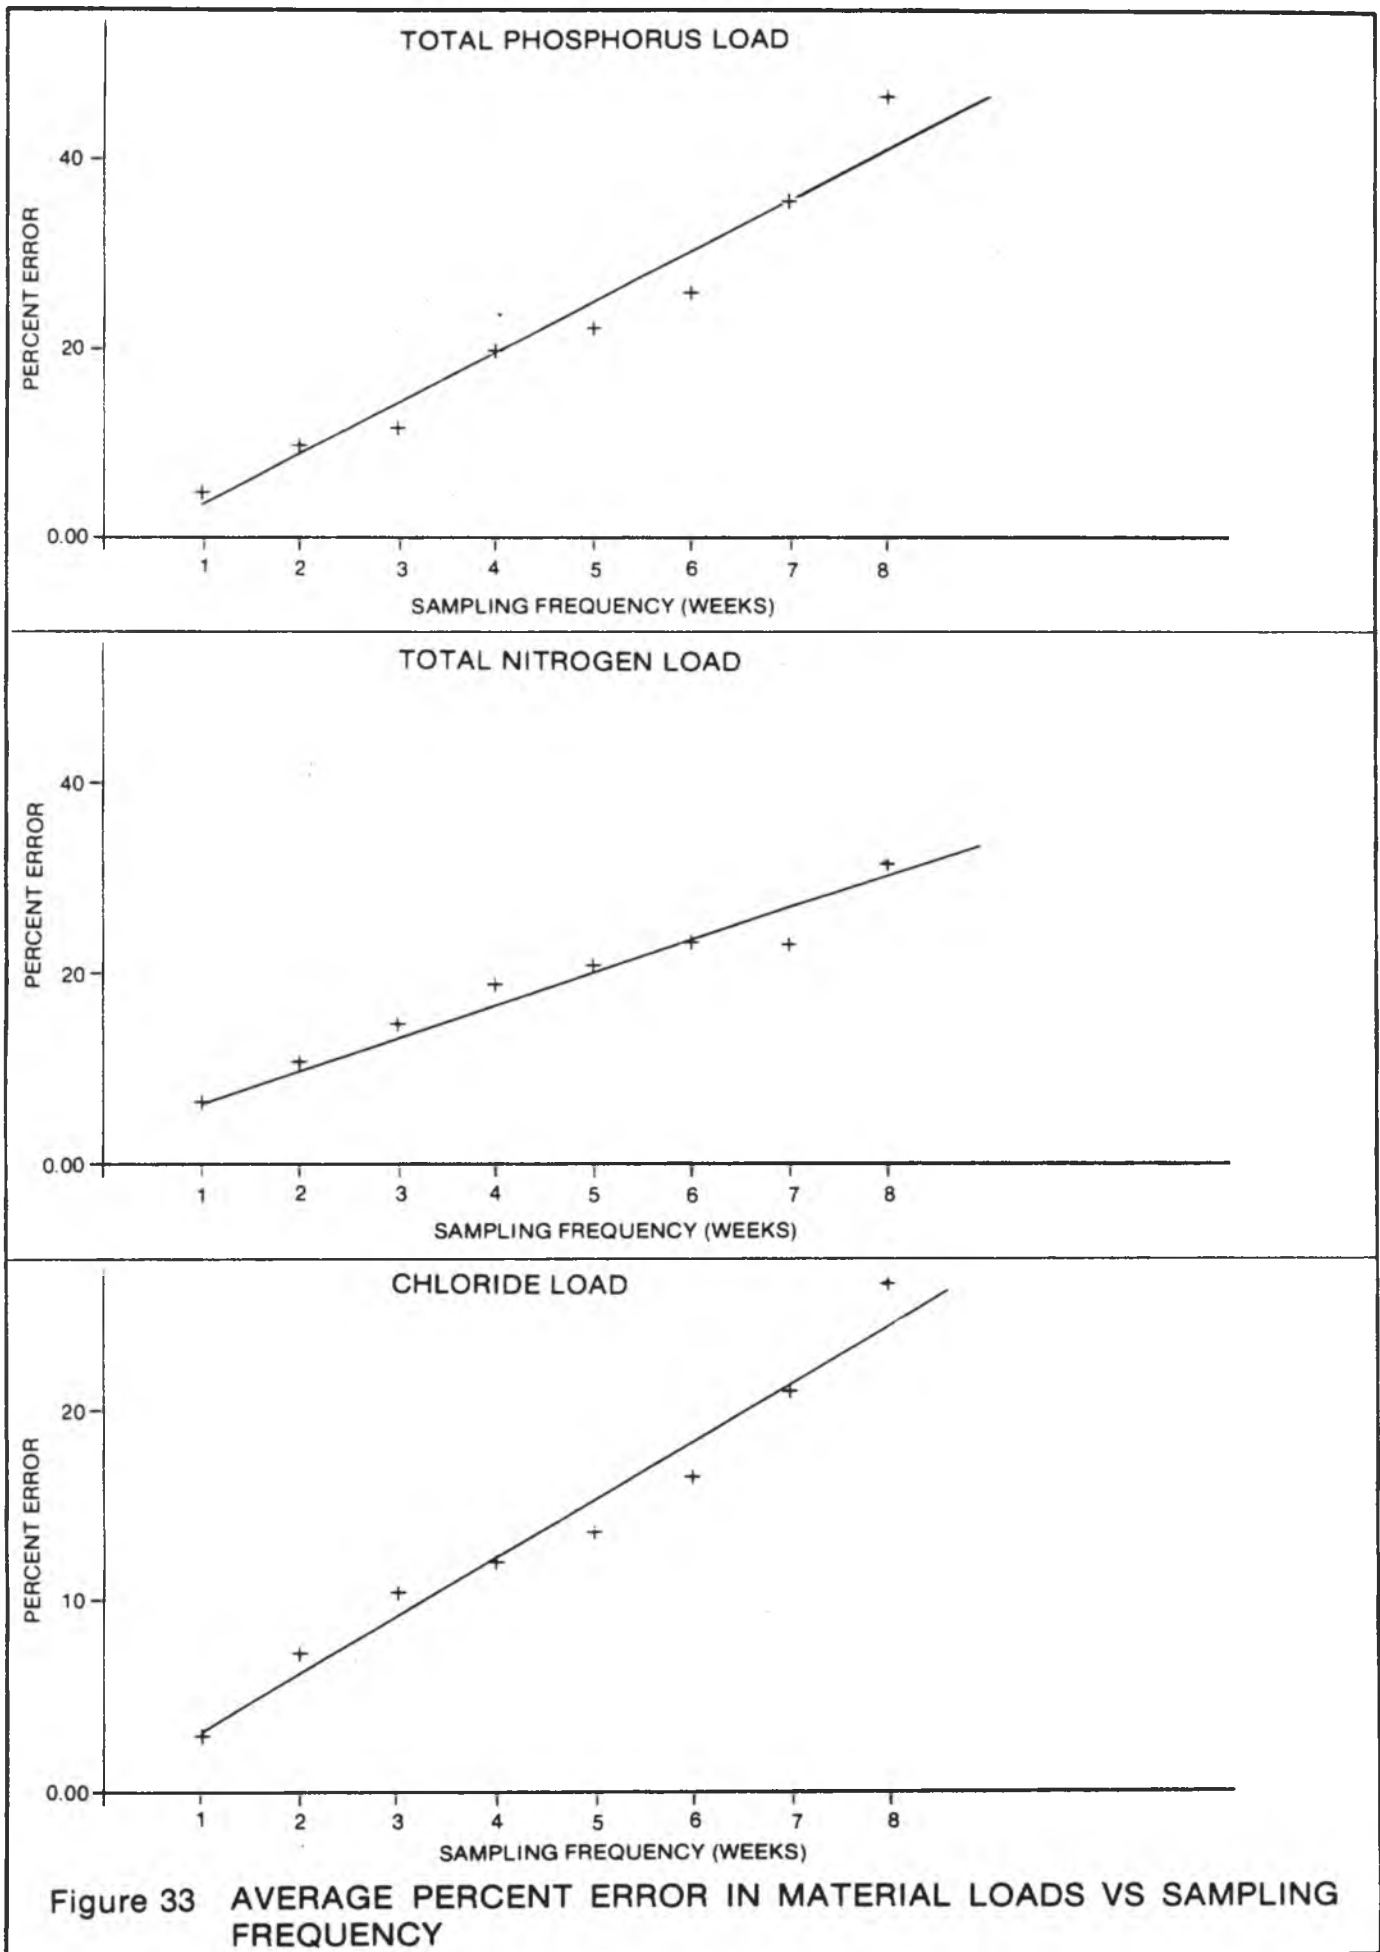 TOTAL PHOSPHORUS LOAD
40
20
0.00
PERCENT ERROR
1 2 3 4 5 6 7 8
SAMPLING FREQUENCY (WEEKS)
TOTAL NITROGEN LOAD
40
20
0.00
PERCENT ERROR
1 2 3 4 5 6 7 8
SAMPLING FREQUENCY (WEEKS)
CHLORIDE LOAD
20
10
0.00
PERCENT ERROR
1 2 3 4 5 6 7 8
SAMPLING FREQUENCY (WEEKS)
Figure 33 AVERAGE PERCENT ERROR IN MATERIAL LOADS VS SAMPLING
FREQUENCY